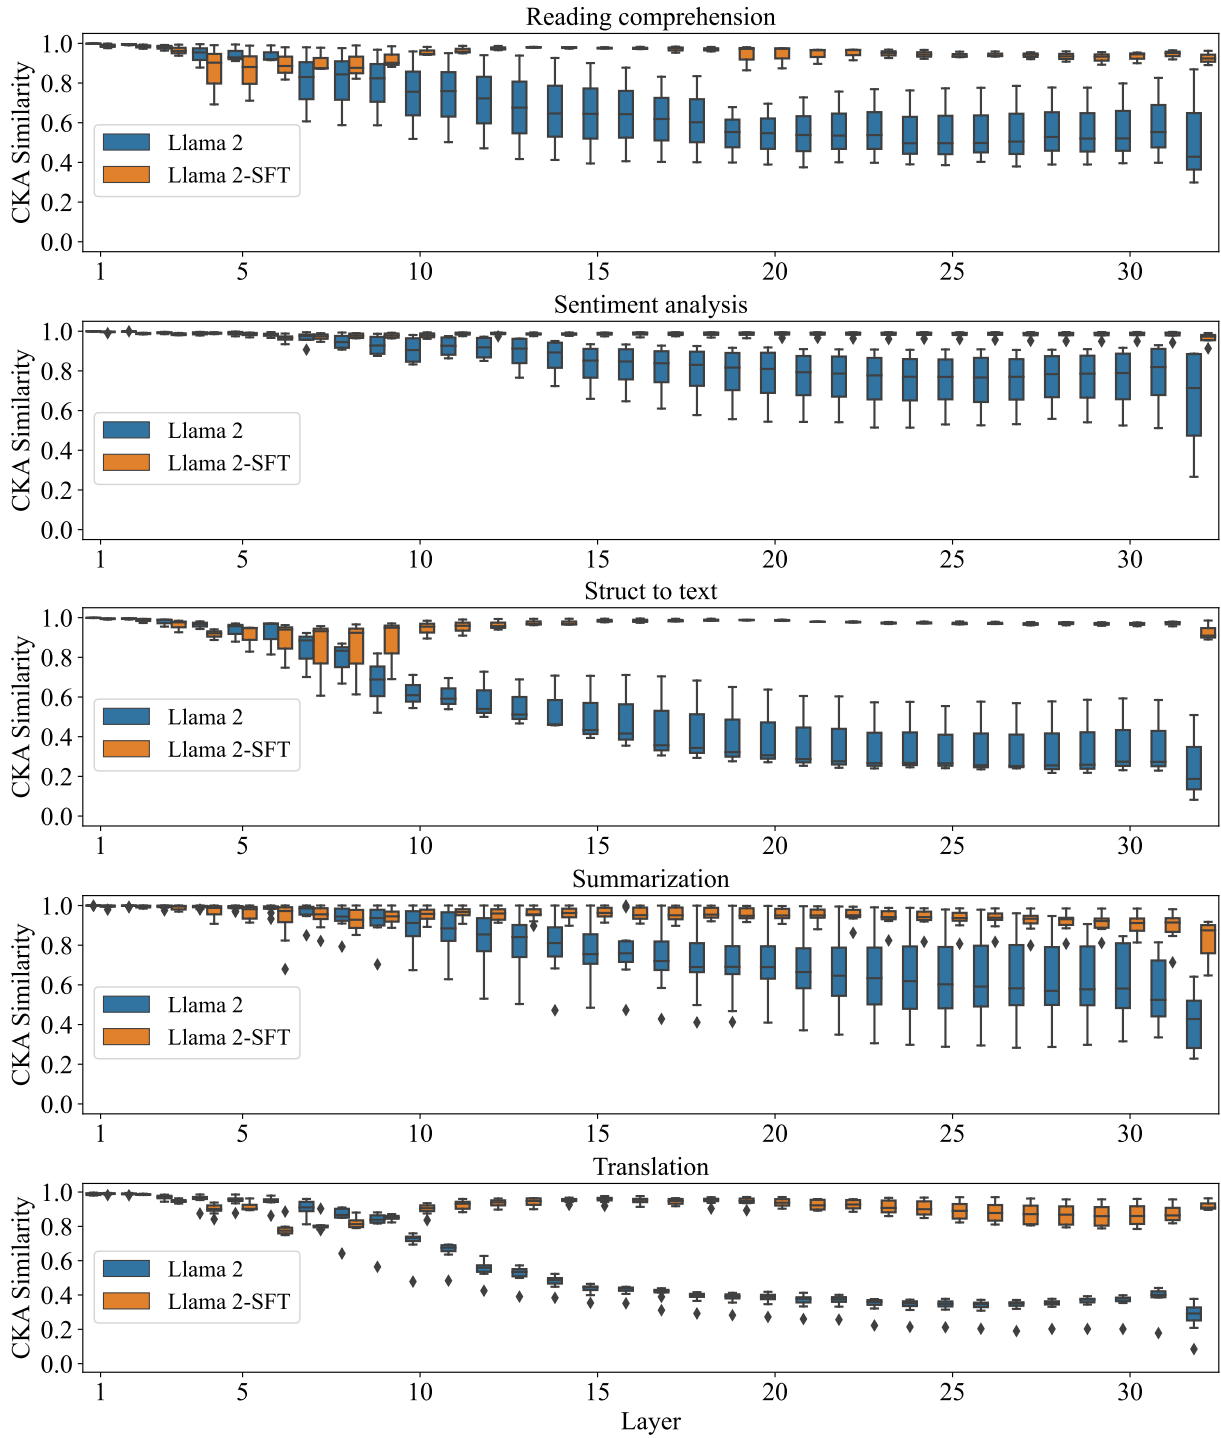 Reading comprehension
CKA Similarity
1.0
0.8
0.6
0.4
0.2
0.0
Llama 2
Llama 2-SFT
1 5 10 15 20 25 30
Sentiment analysis
CKA Similarity
1.0
0.8
0.6
0.4
0.2
0.0
Llama 2
Llama 2-SFT
1 5 10 15 20 25 30
Struct to text
CKA Similarity
1.0
0.8
0.6
0.4
0.2
0.0
Llama 2
Llama 2-SFT
1 5 10 15 20 25 30
Summarization
CKA Similarity
1.0
0.8
0.6
0.4
0.2
0.0
Llama 2
Llama 2-SFT
1 5 10 15 20 25 30
Translation
CKA Similarity
1.0
0.8
0.6
0.4
0.2
0.0
Llama 2
Llama 2-SFT
1 5 10 15 20 25 30
Layer